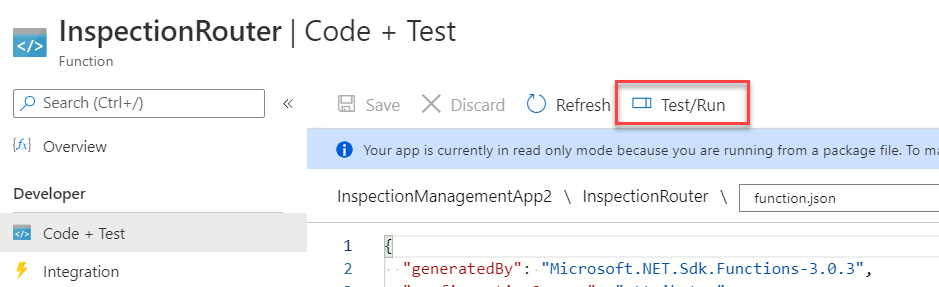 InspectionRouter | Code + Test
Function
Search (Ctrl+/)
«
Save
Discard
Refresh
Test/Run
Overview
Your app is currently in read only mode because you are running from a package file. To
Developer
InspectionManagementApp2 \ InspectionRouter \
function.json
Code + Test
1 {
Integration
2 "generatedBy": "Microsoft.NET.Sdk.Functions-3.0.3",